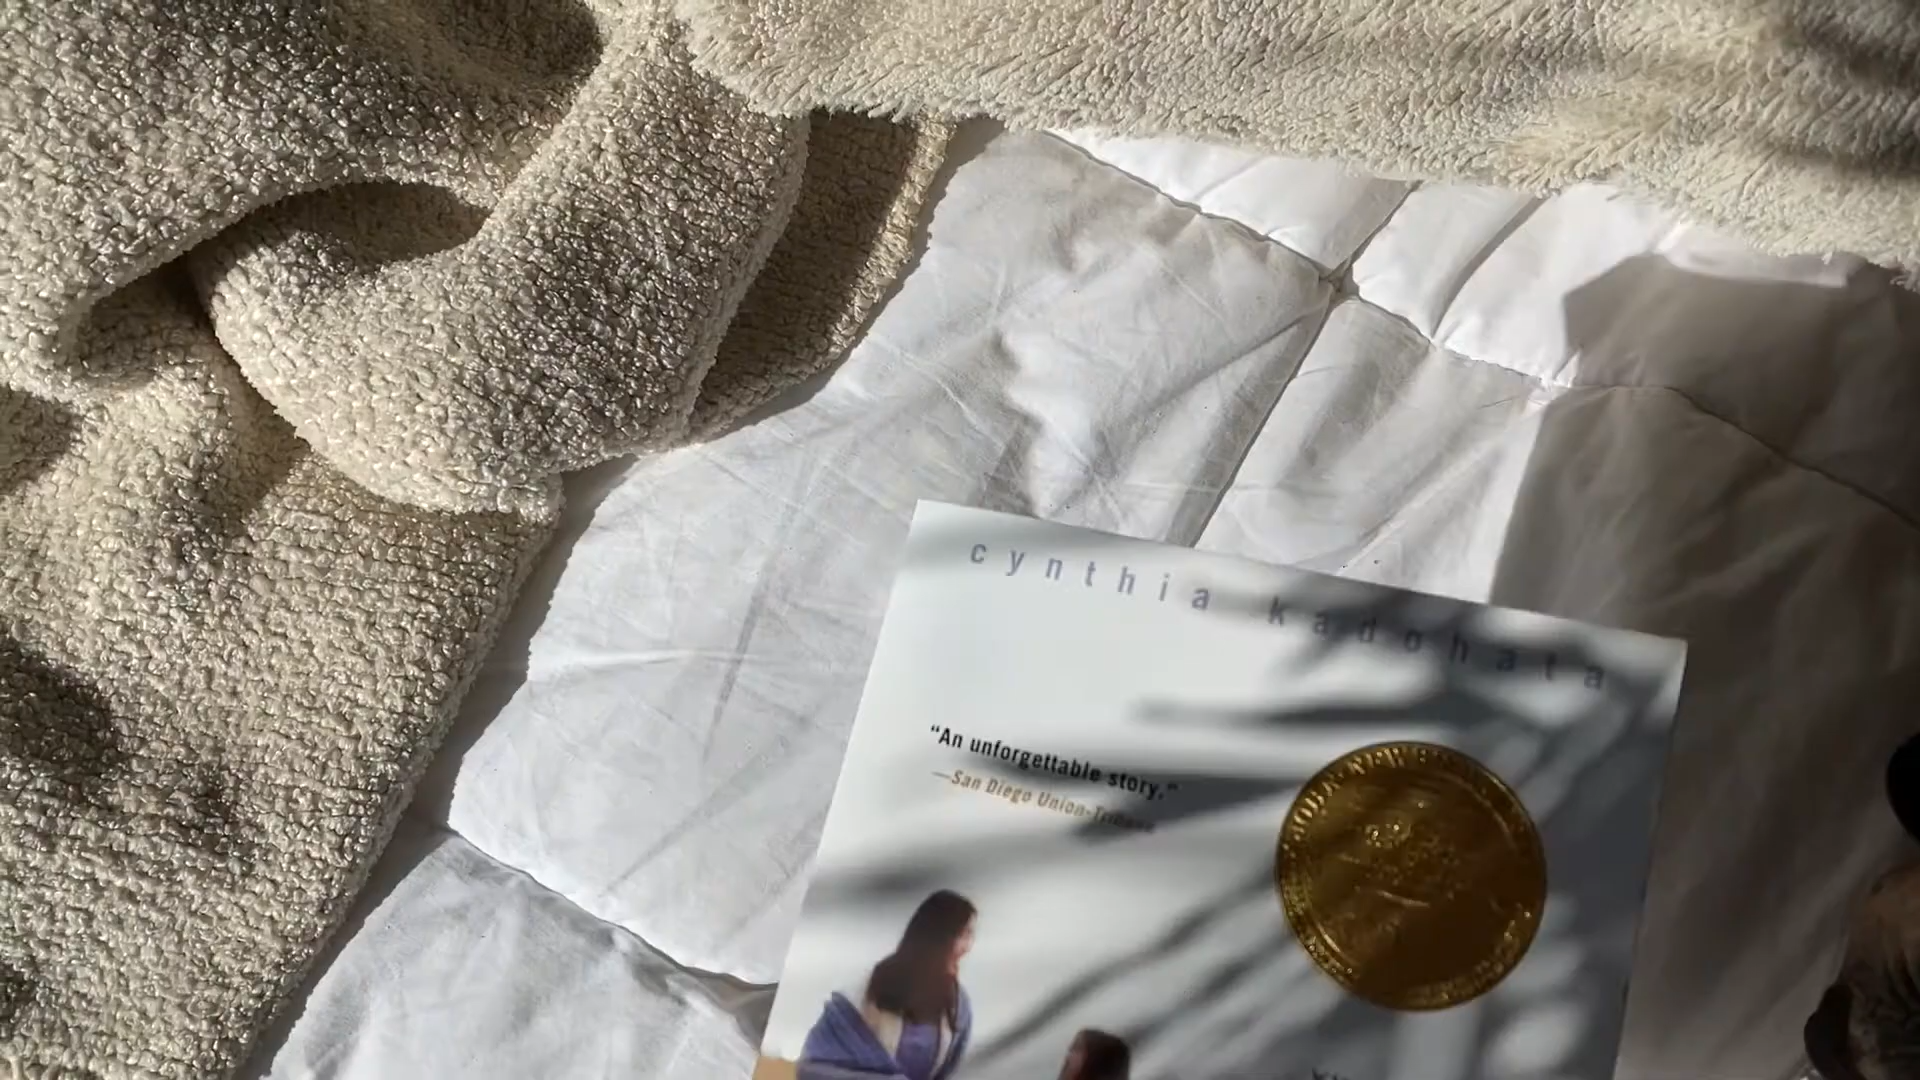 cynthia kadohata
“An unforgettable story.”
—San Diego Union-Tribune